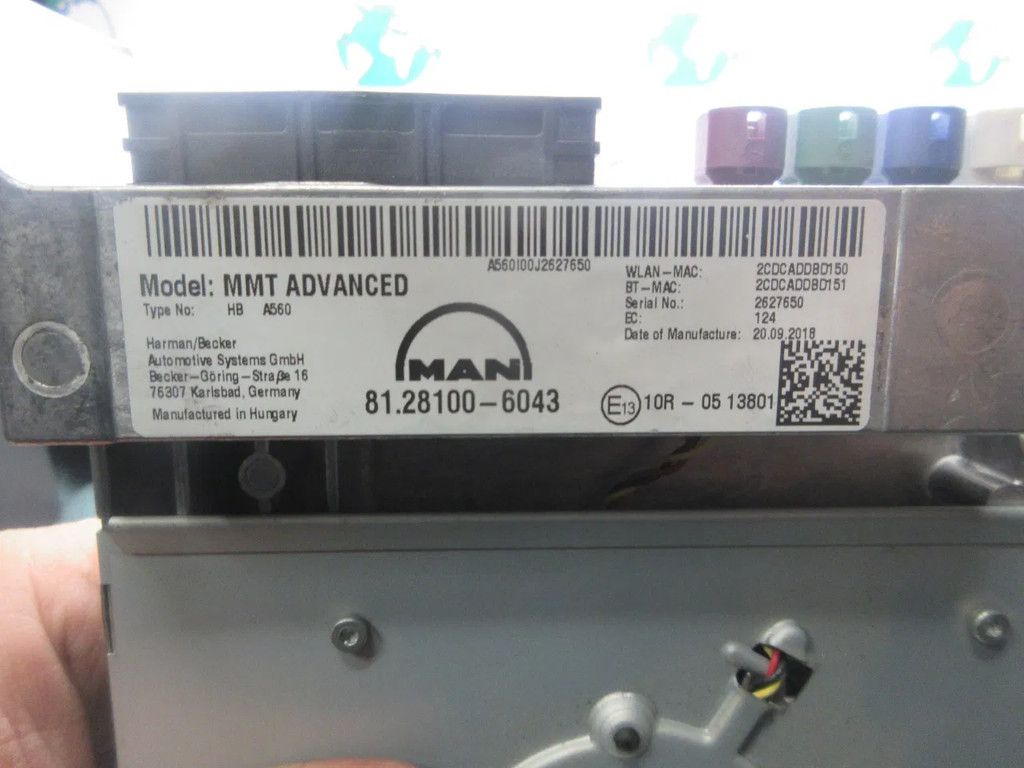 A560I00J2627650
Model: MMT ADVANCED
Type No: HB A560
Harman/Becker
Automotive Systems GmbH
Becker-Göring-Straße 16
76307 Karlsbad, Germany
Manufactured in Hungary
MAN
81.28100-6043
WLAN-MAC: 2CDCADDBD150
BT-MAC: 2CDCADDBD151
Serial No.: 2627650
EC: 124
Date of Manufacture: 20.09.2018
E13 10R - 05 13801